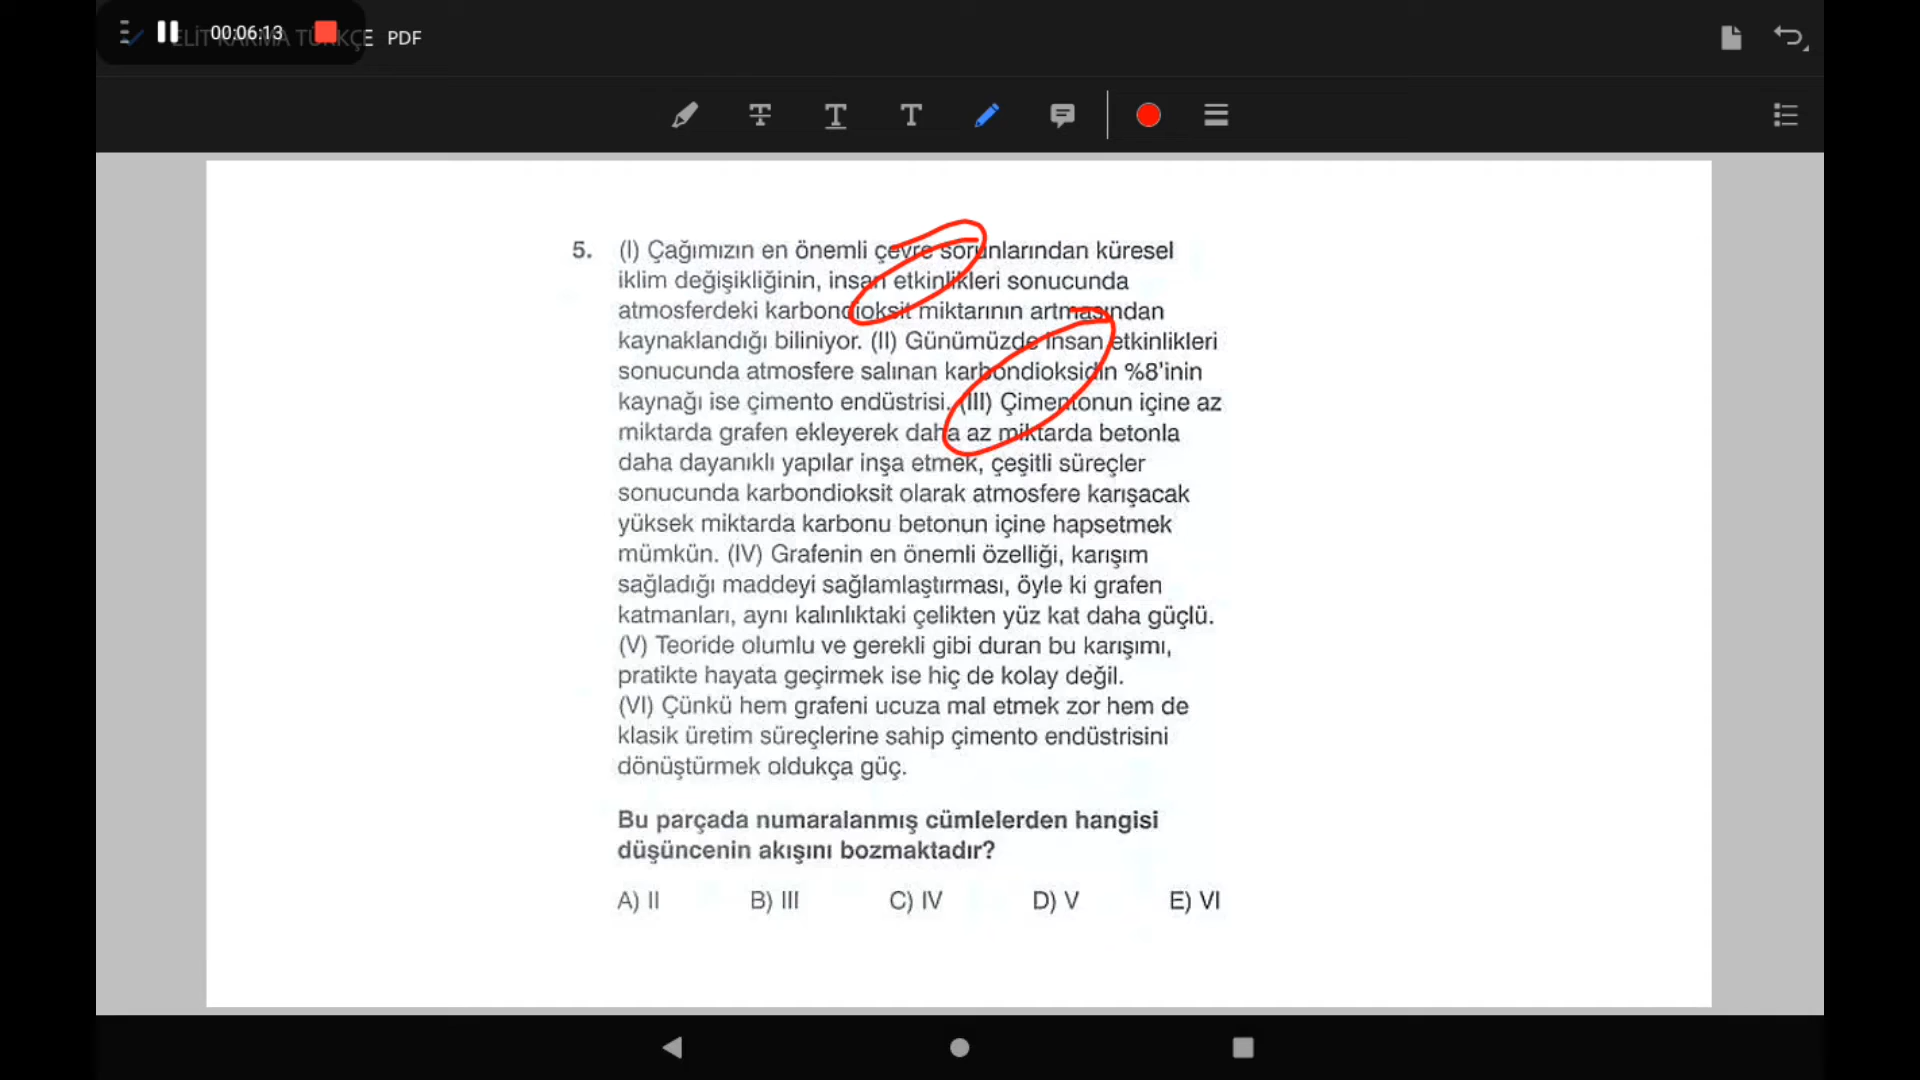 00:06:13
ELİT KARMA TÜRKÇE PDF
5. (I) Çağımızın en önemli çevre sorunlarından küresel
iklim değişikliğinin, insan etkinlikleri sonucunda
atmosferdeki karbondioksit miktarının artmasından
kaynaklandığı biliniyor. (II) Günümüzde insan etkinlikleri
sonucunda atmosfere salınan karbondioksidin %8'inin
kaynağı ise çimento endüstrisi. (III) Çimentonun içine az
miktarda grafen ekleyerek daha az miktarda betonla
daha dayanıklı yapılar inşa etmek, çeşitli süreçler
sonucunda karbondioksit olarak atmosfere karışacak
yüksek miktarda karbonu betonun içine hapsetmek
mümkün. (IV) Grafenin en önemli özelliği, karışım
sağladığı maddeyi sağlamlaştırması, öyle ki grafen
katmanları, aynı kalınlıktaki çelikten yüz kat daha güçlü.
(V) Teoride olumlu ve gerekli gibi duran bu karışımı,
pratikte hayata geçirmek ise hiç de kolay değil.
(VI) Çünkü hem grafeni ucuza mal etmek zor hem de
klasik üretim süreçlerine sahip çimento endüstrisini
dönüştürmek oldukça güç.
Bu parçada numaralanmış cümlelerden hangisi
düşüncenin akışını bozmaktadır?
A) II B) III C) IV D) V E) VI